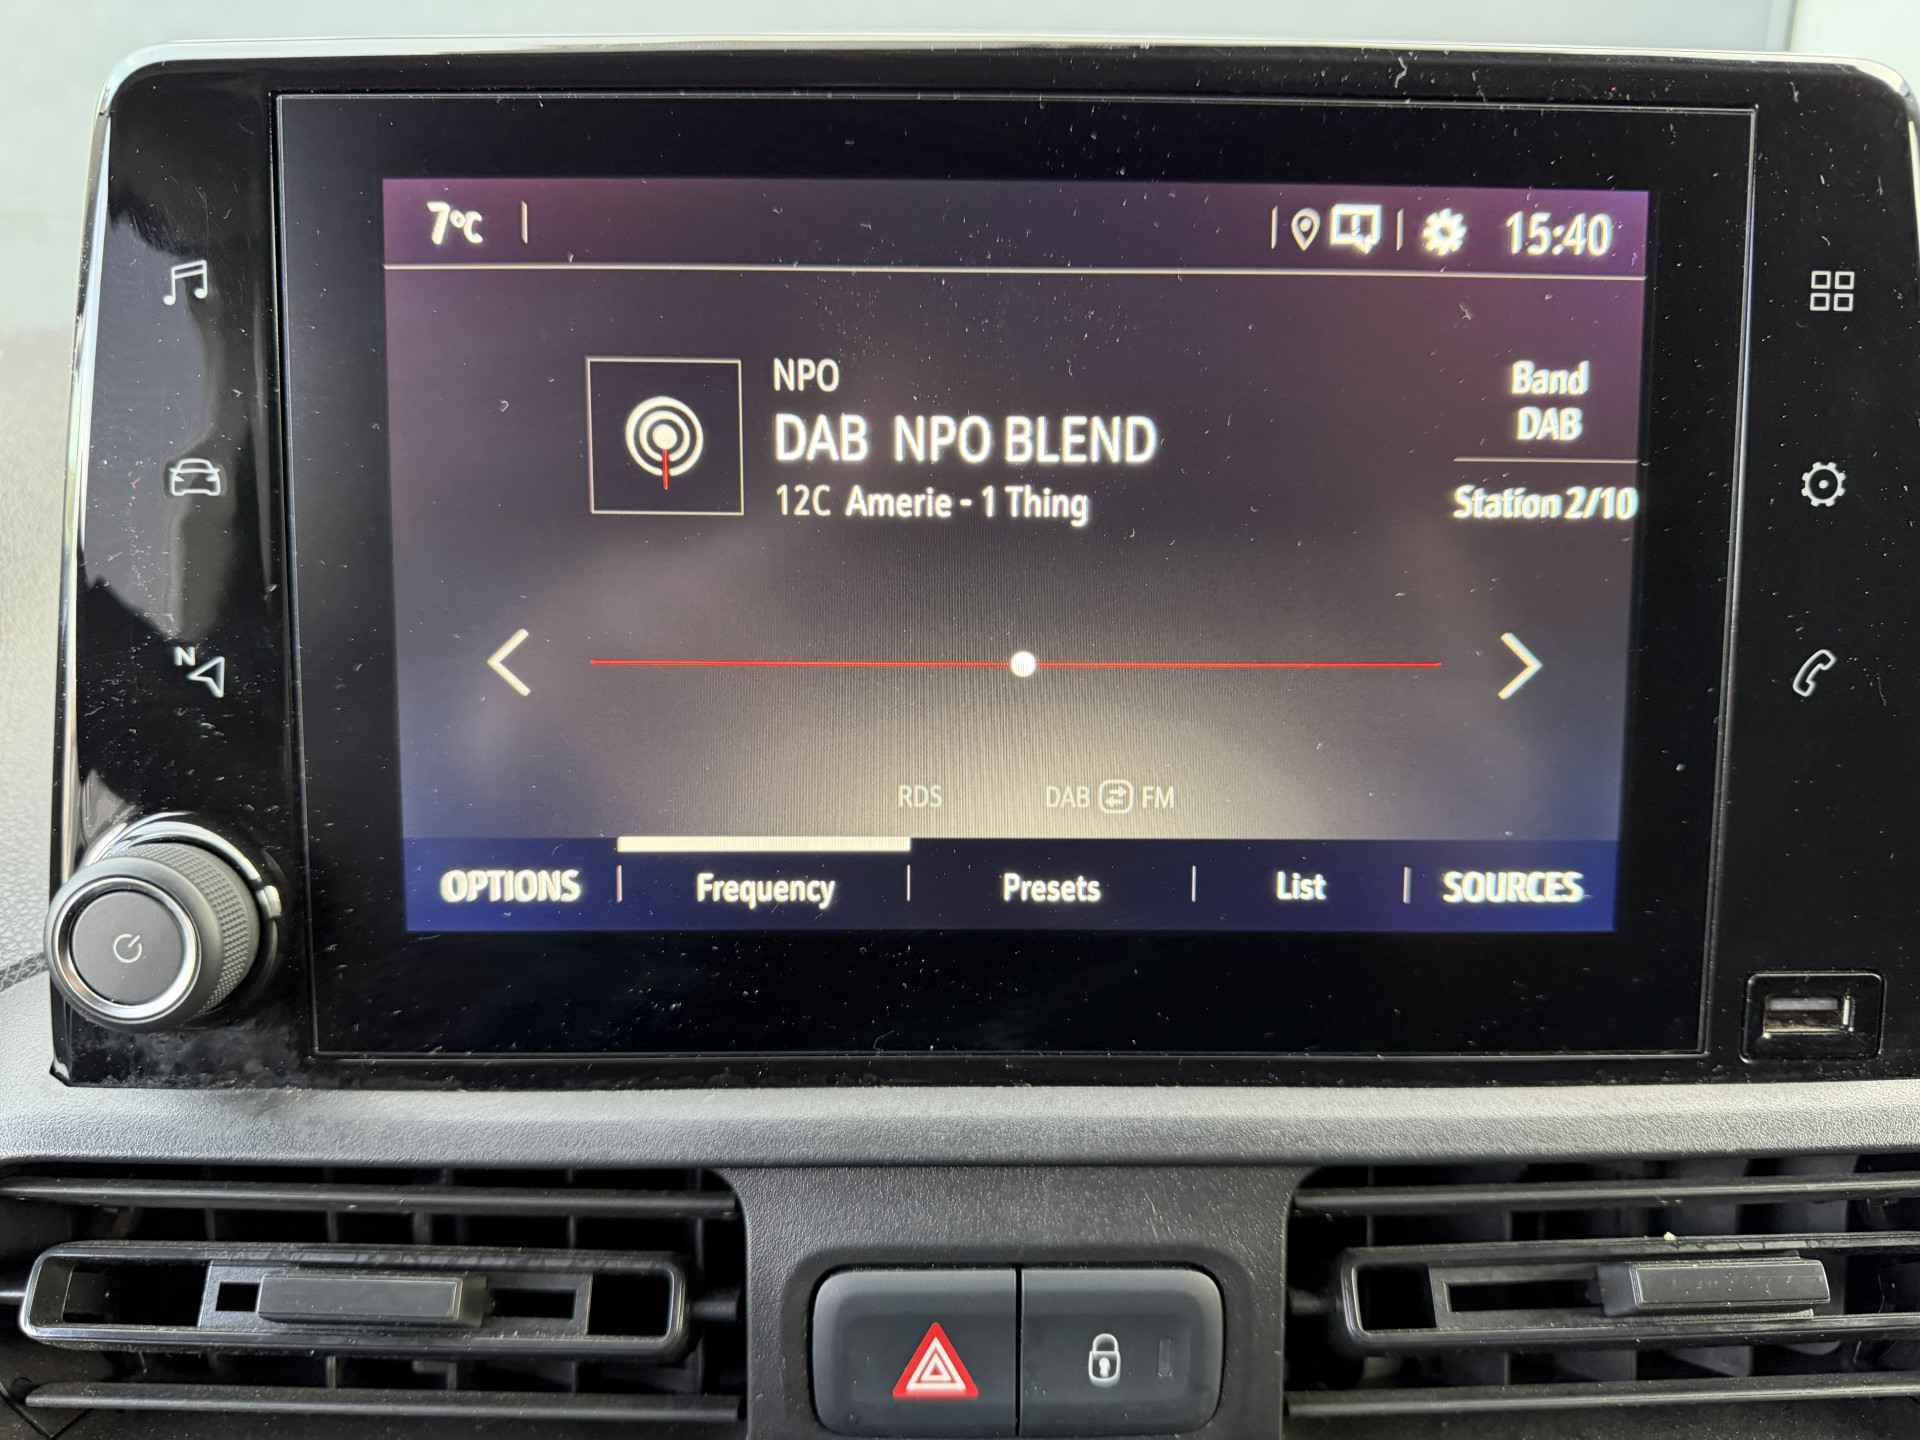 7°C
15:40
NPO
DAB NPO BLEND
12C Amerie - 1 Thing
Band
DAB
Station 2/10
N
RDS DAB FM
OPTIONS Frequency Presets List SOURCES